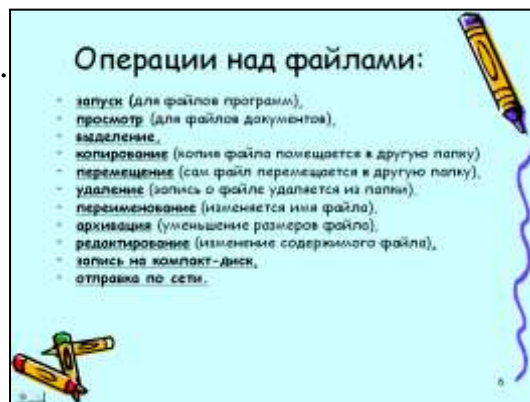 Операции над файлами:
- запуск (для файлов программ),
- просмотр (для файлов документов),
- выделение,
- копирование (копия файла помещается в другую папку)
- перемещение (сам файл перемещается в другую папку),
- удаление (запись о файле удаляется из папки),
- переименование (изменяется имя файла),
- архивация (уменьшение размеров файла),
- редактирование (изменение содержимого файла),
- запись на компакт-диск,
- отправка по сети.
6